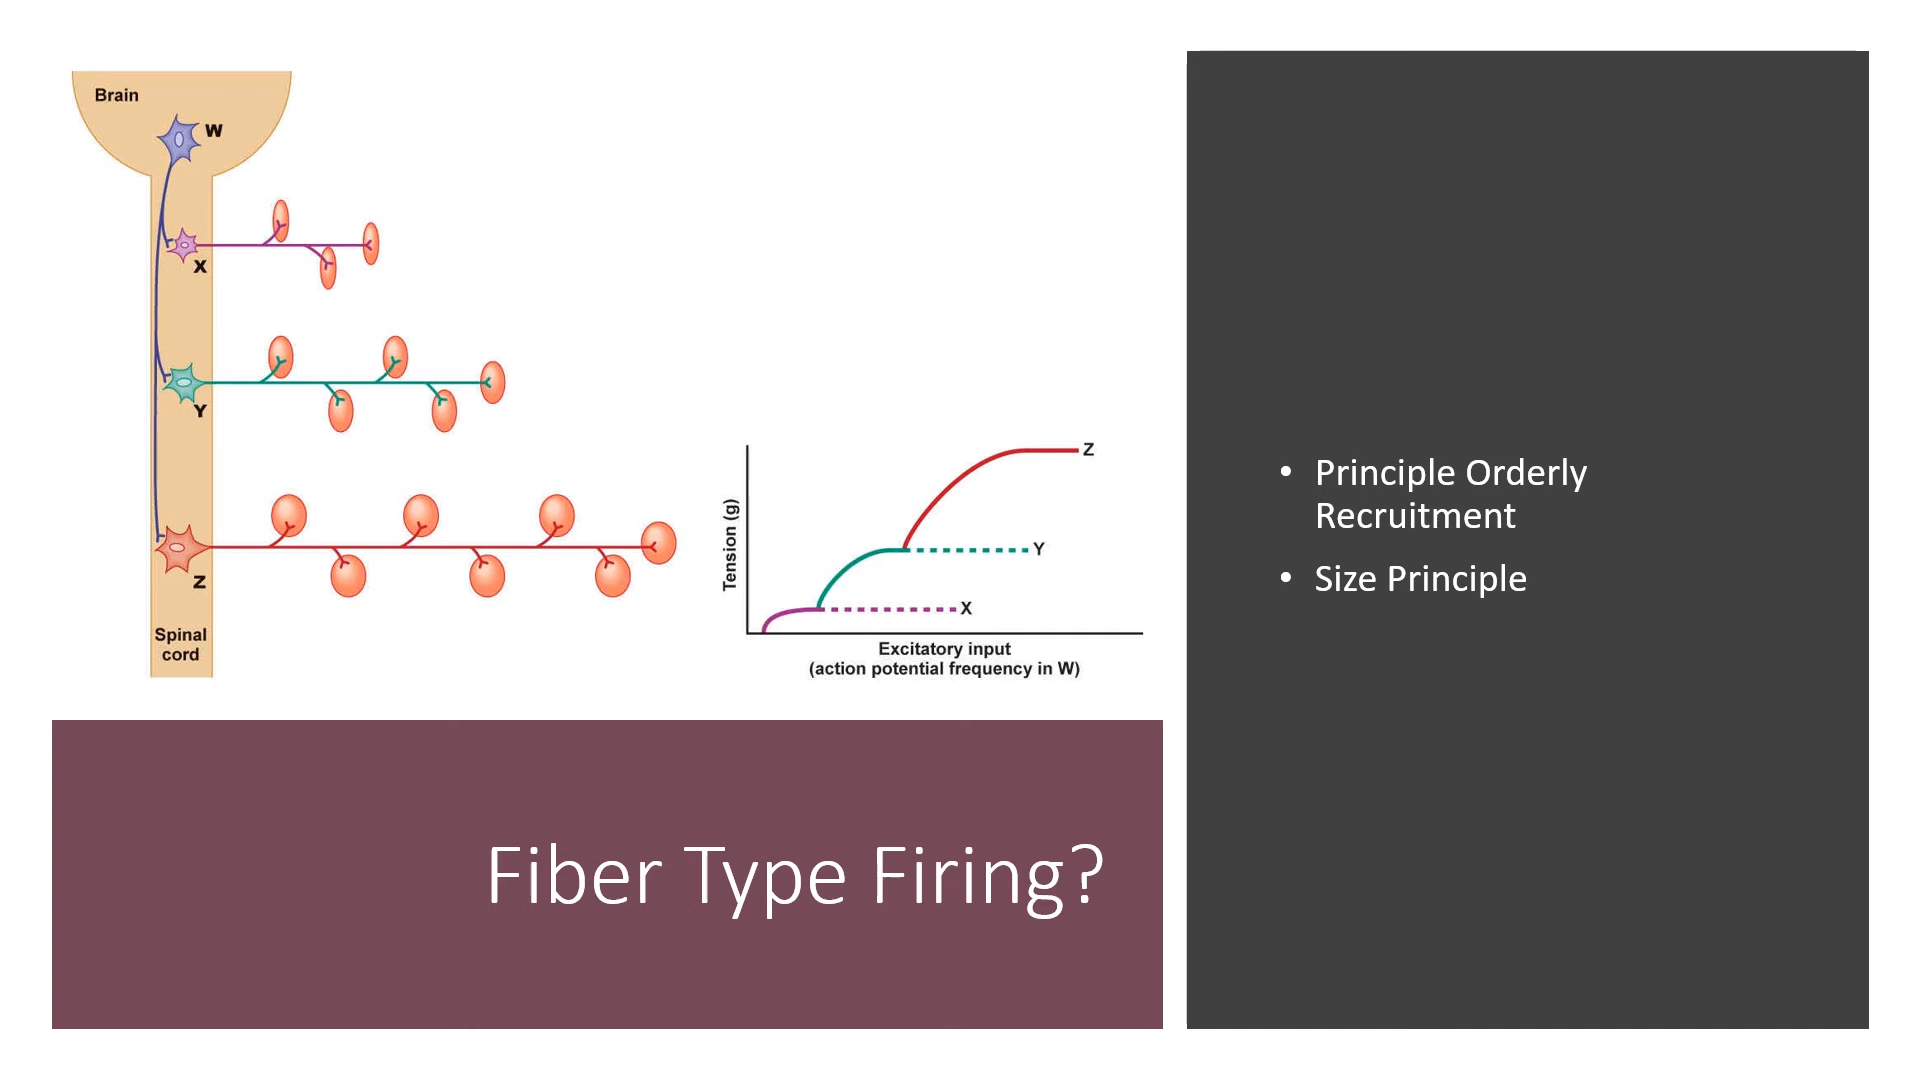 Brain
W
X
Y
Z
Spinal
cord
Tension (g)
Z
Y
X
Excitatory input
(action potential frequency in W)
Fiber Type Firing?
• Principle Orderly
Recruitment
• Size Principle